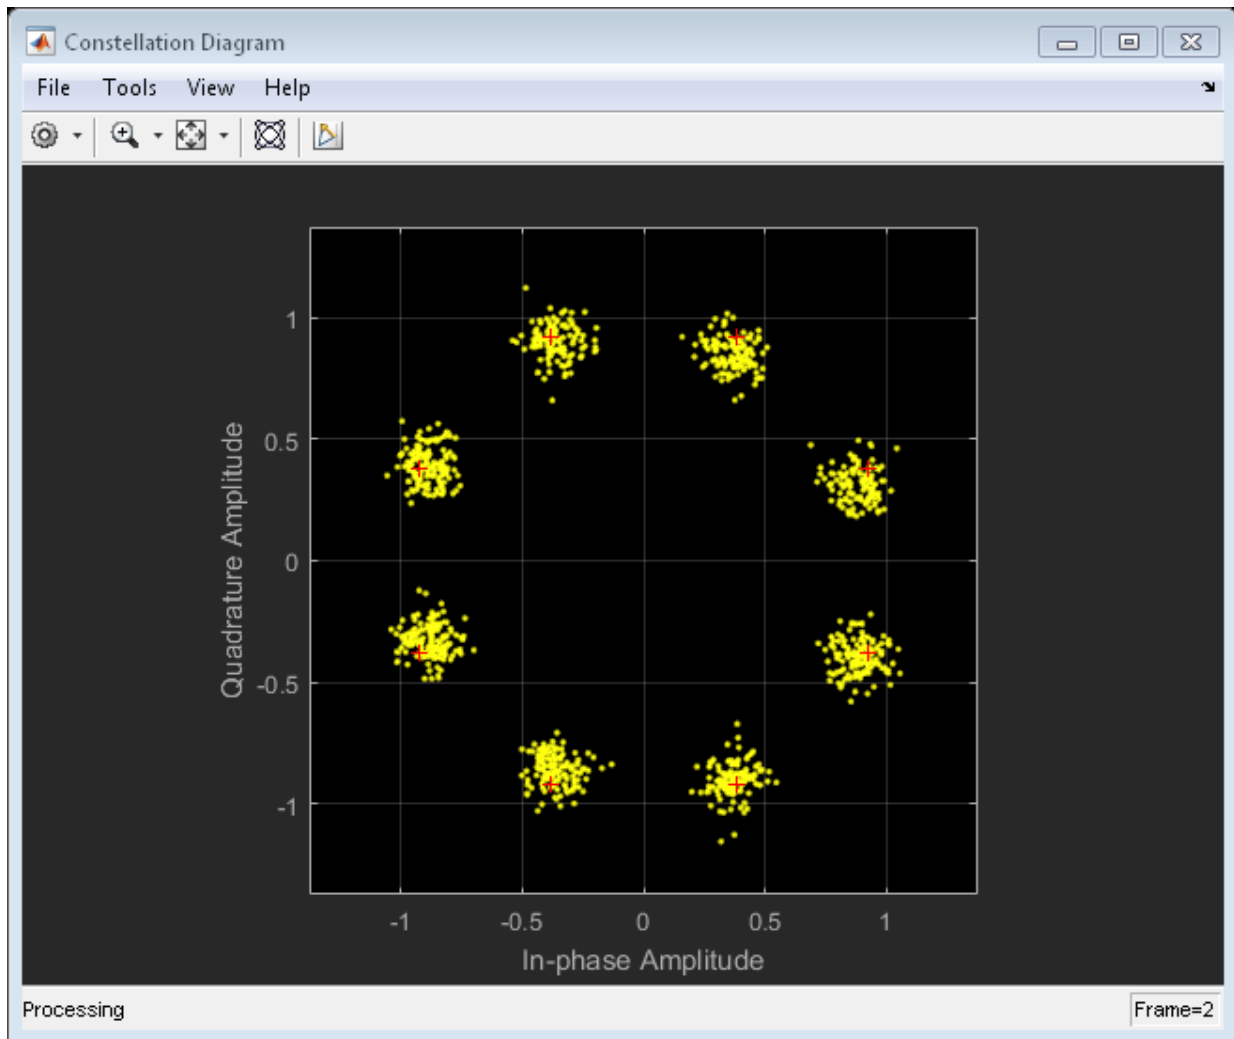 Constellation Diagram
File Tools View Help
1
0.5
0
-0.5
-1
Quadrature Amplitude
-1 -0.5 0 0.5 1
In-phase Amplitude
Processing Frame=2